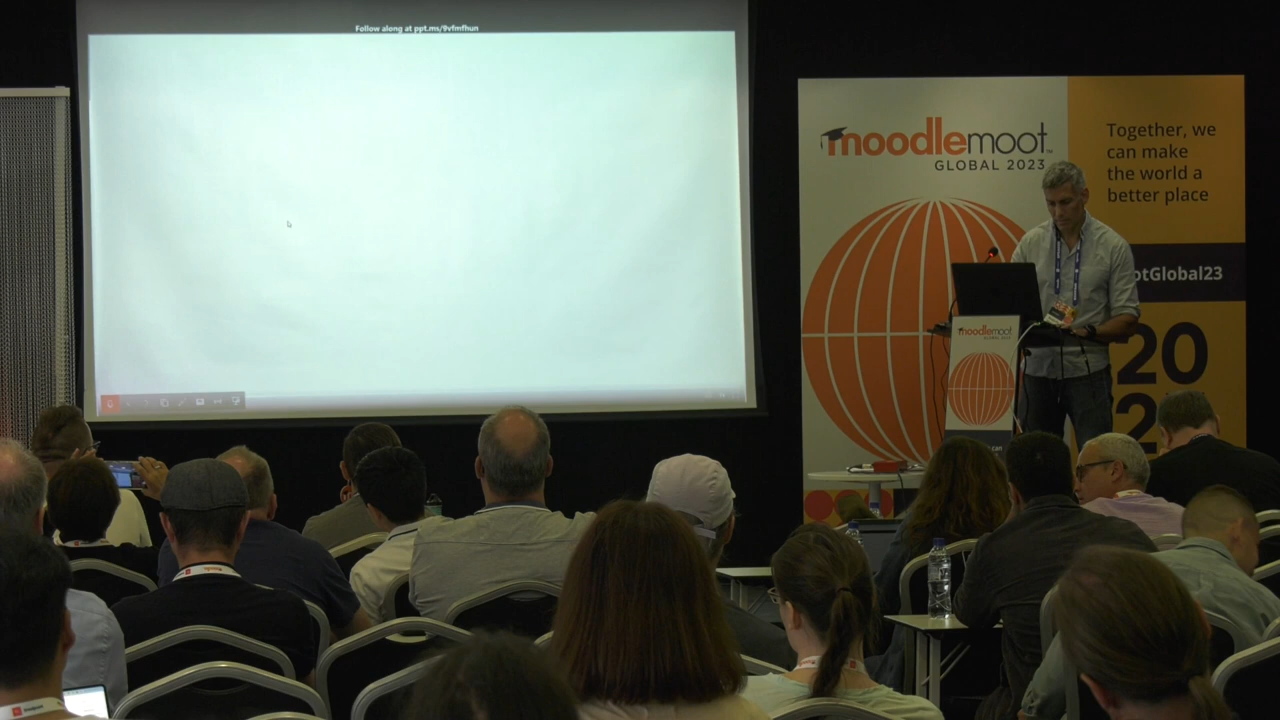 Follow along at ppt.ms/9vfmfhun
moodlemoot
GLOBAL 2023
Together, we
can make
the world a
better place
otGlobal23
20
2
moodlemoot